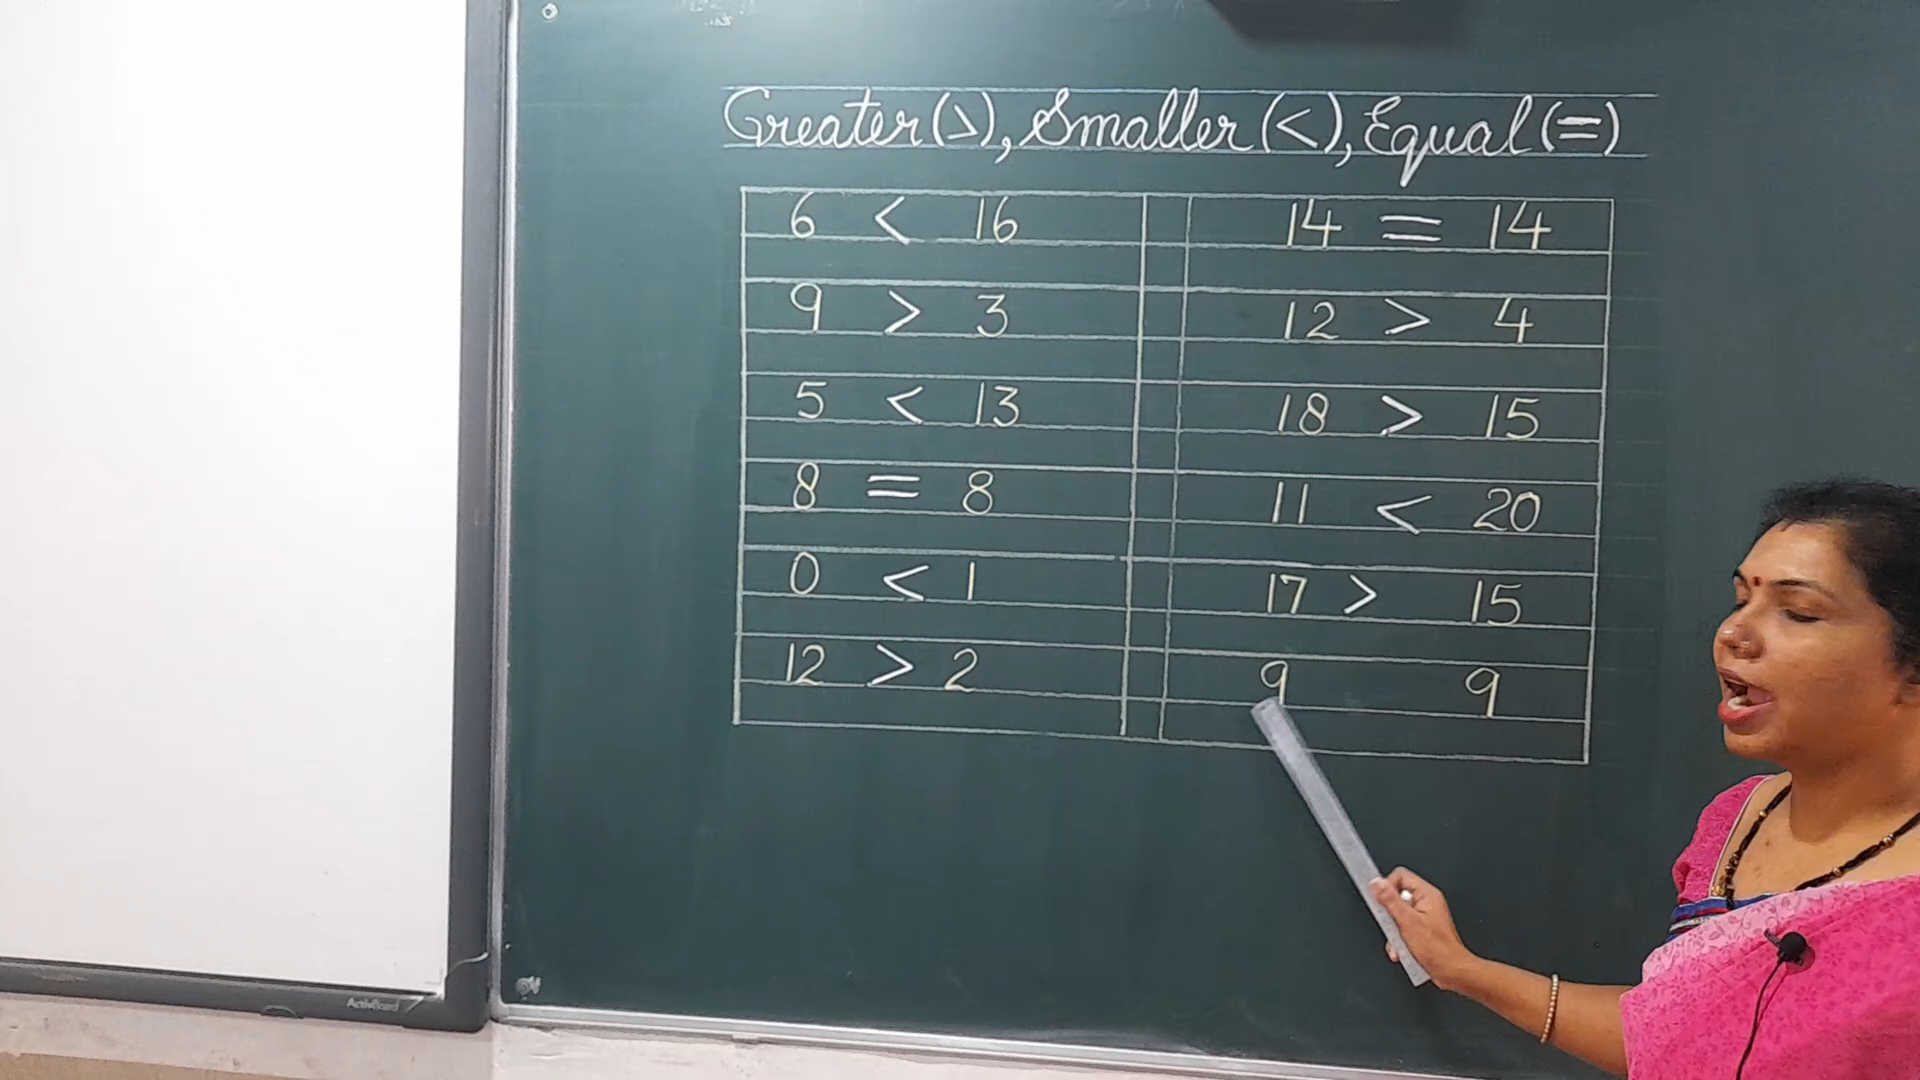 Greater (>), Smaller (<), Equal (=)
6 < 16
9 > 3
5 < 13
8 = 8
0 < 1
12 > 2
14 = 14
12 > 4
18 > 15
11 < 20
17 > 15
9 9
ActivBoard